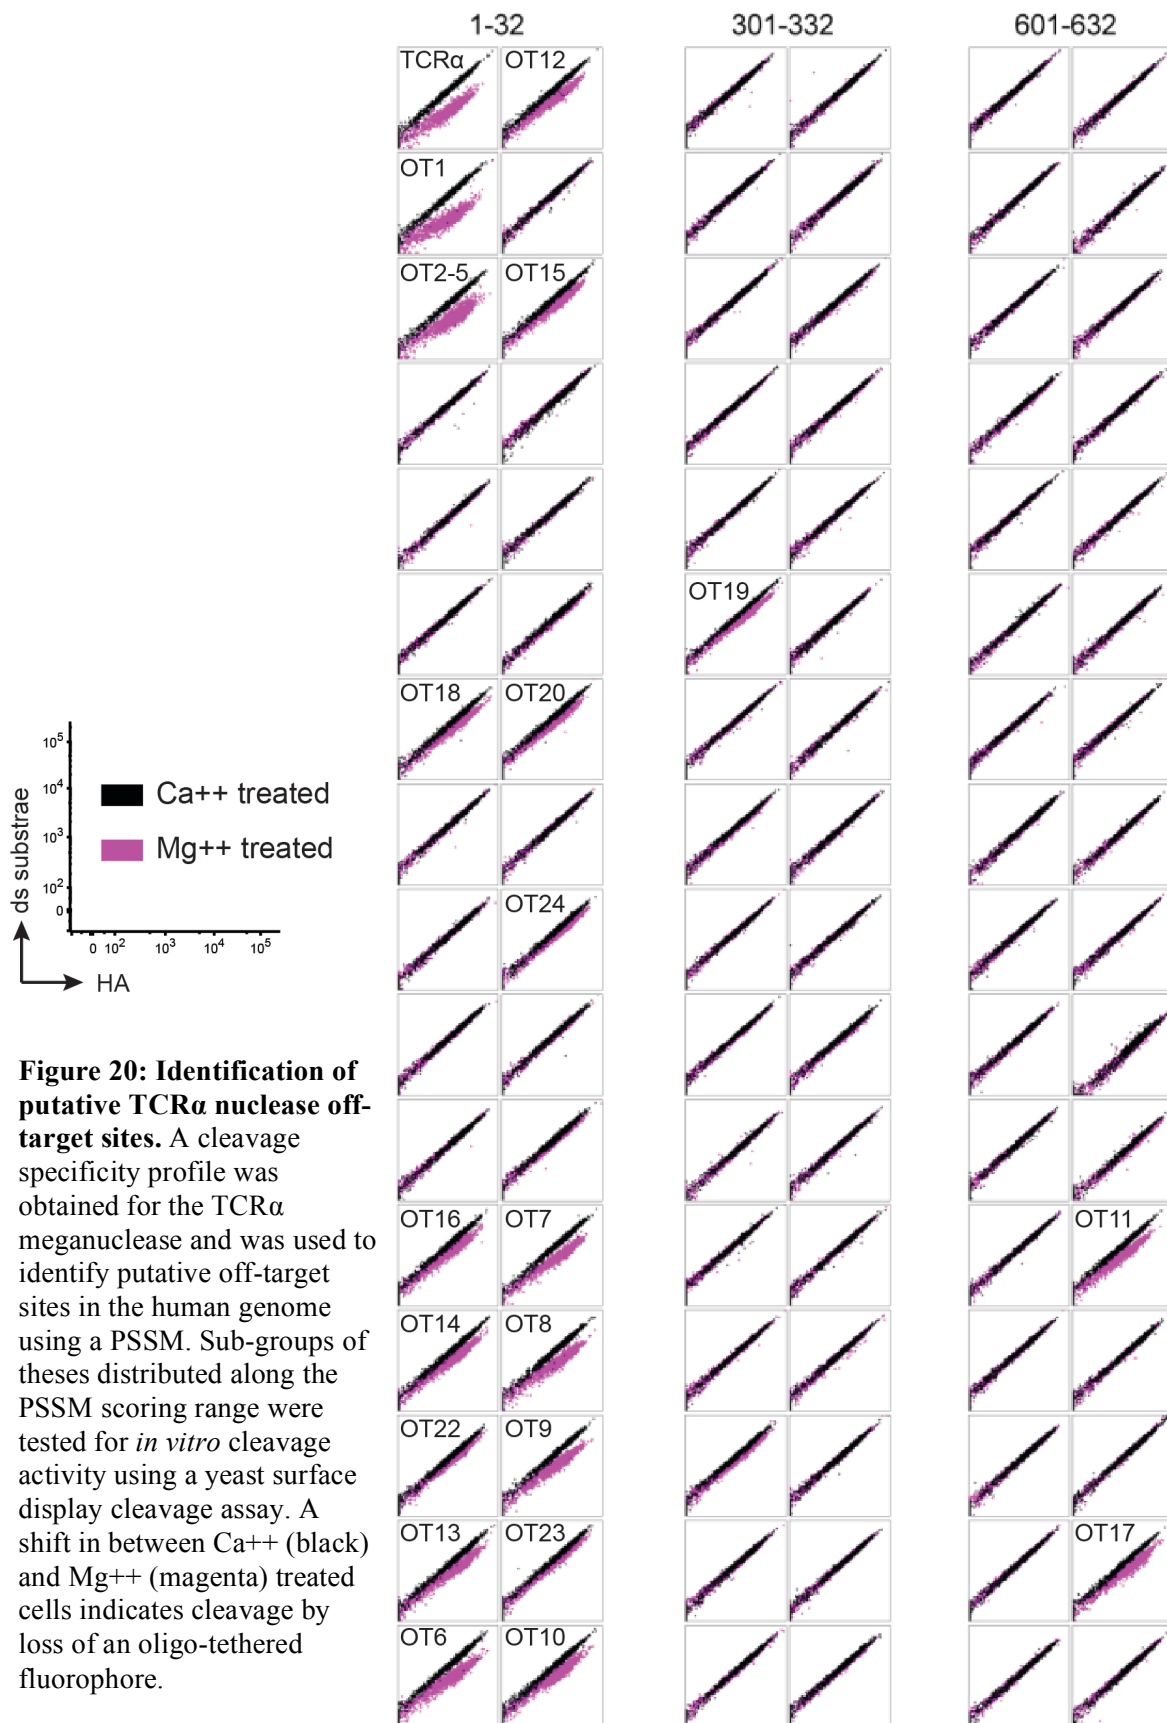 1-32 301-332 601-632
TCRα OT12
OT1
OT2-5 OT15
OT19
OT18 OT20
10⁵
10⁴
10³
10²
0
ds substrae
Ca++ treated
Mg++ treated
0 10² 10³ 10⁴ 10⁵
HA
OT24
OT16 OT7 OT11
OT14 OT8
OT22 OT9
OT13 OT23 OT17
OT6 OT10
Figure 20: Identification of
putative TCRα nuclease off-
target sites. A cleavage
specificity profile was
obtained for the TCRα
meganuclease and was used to
identify putative off-target
sites in the human genome
using a PSSM. Sub-groups of
theses distributed along the
PSSM scoring range were
tested for in vitro cleavage
activity using a yeast surface
display cleavage assay. A
shift in between Ca++ (black)
and Mg++ (magenta) treated
cells indicates cleavage by
loss of an oligo-tethered
fluorophore.